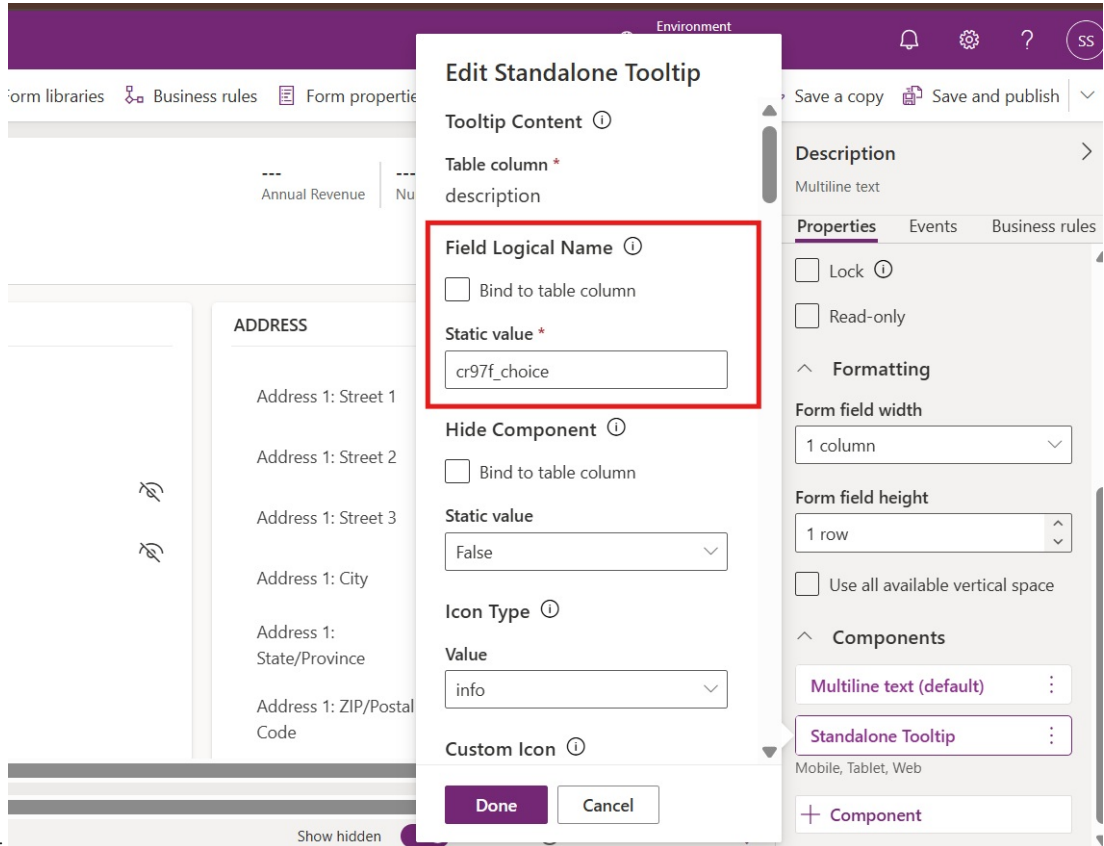 Environment
SS
orm libraries
Business rules
Form propertie
Save a copy
Save and publish
---
Annual Revenue
---
Nu
ADDRESS
Address 1: Street 1
Address 1: Street 2
Address 1: Street 3
Address 1: City
Address 1:
State/Province
Address 1: ZIP/Postal
Code
Show hidden
Edit Standalone Tooltip
Tooltip Content
Table column *
description
Field Logical Name
Bind to table column
Static value *
cr97f_choice
Hide Component
Bind to table column
Static value
False
Icon Type
Value
info
Custom Icon
Done
Cancel
Description
Multiline text
Properties
Events
Business rules
Lock
Read-only
Formatting
Form field width
1 column
Form field height
1 row
Use all available vertical space
Components
Multiline text (default)
Standalone Tooltip
Mobile, Tablet, Web
+ Component